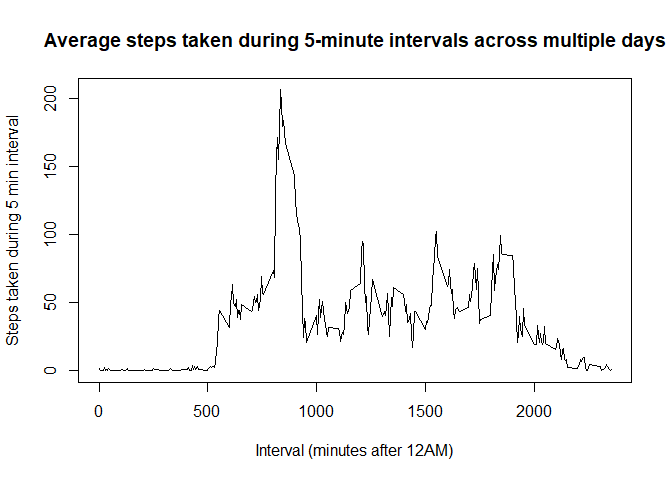 Average steps taken during 5-minute intervals across multiple days
Steps taken during 5 min interval
200
150
100
50
0
0 500 1000 1500 2000
Interval (minutes after 12AM)